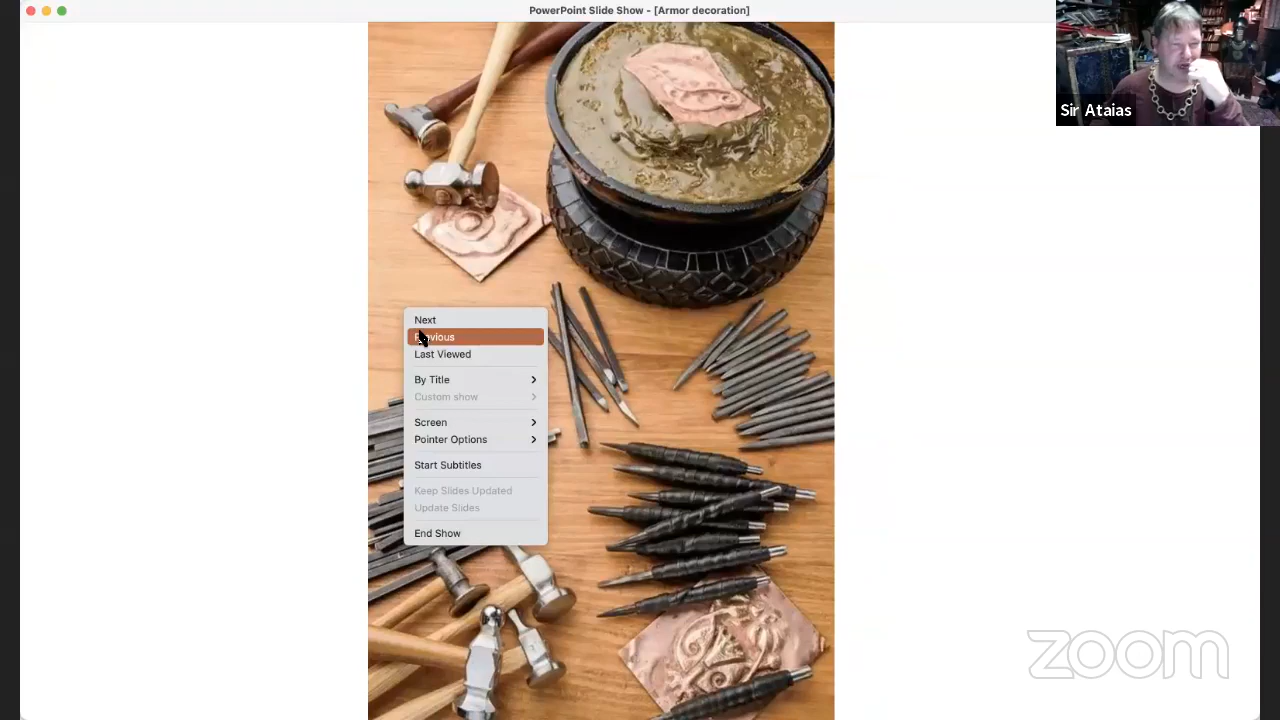 PowerPoint Slide Show - [Armor decoration]
Sir Ataias
Next
Previous
Last Viewed
By Title
Custom show
Screen
Pointer Options
Start Subtitles
Keep Slides Updated
Update Slides
End Show
zoom